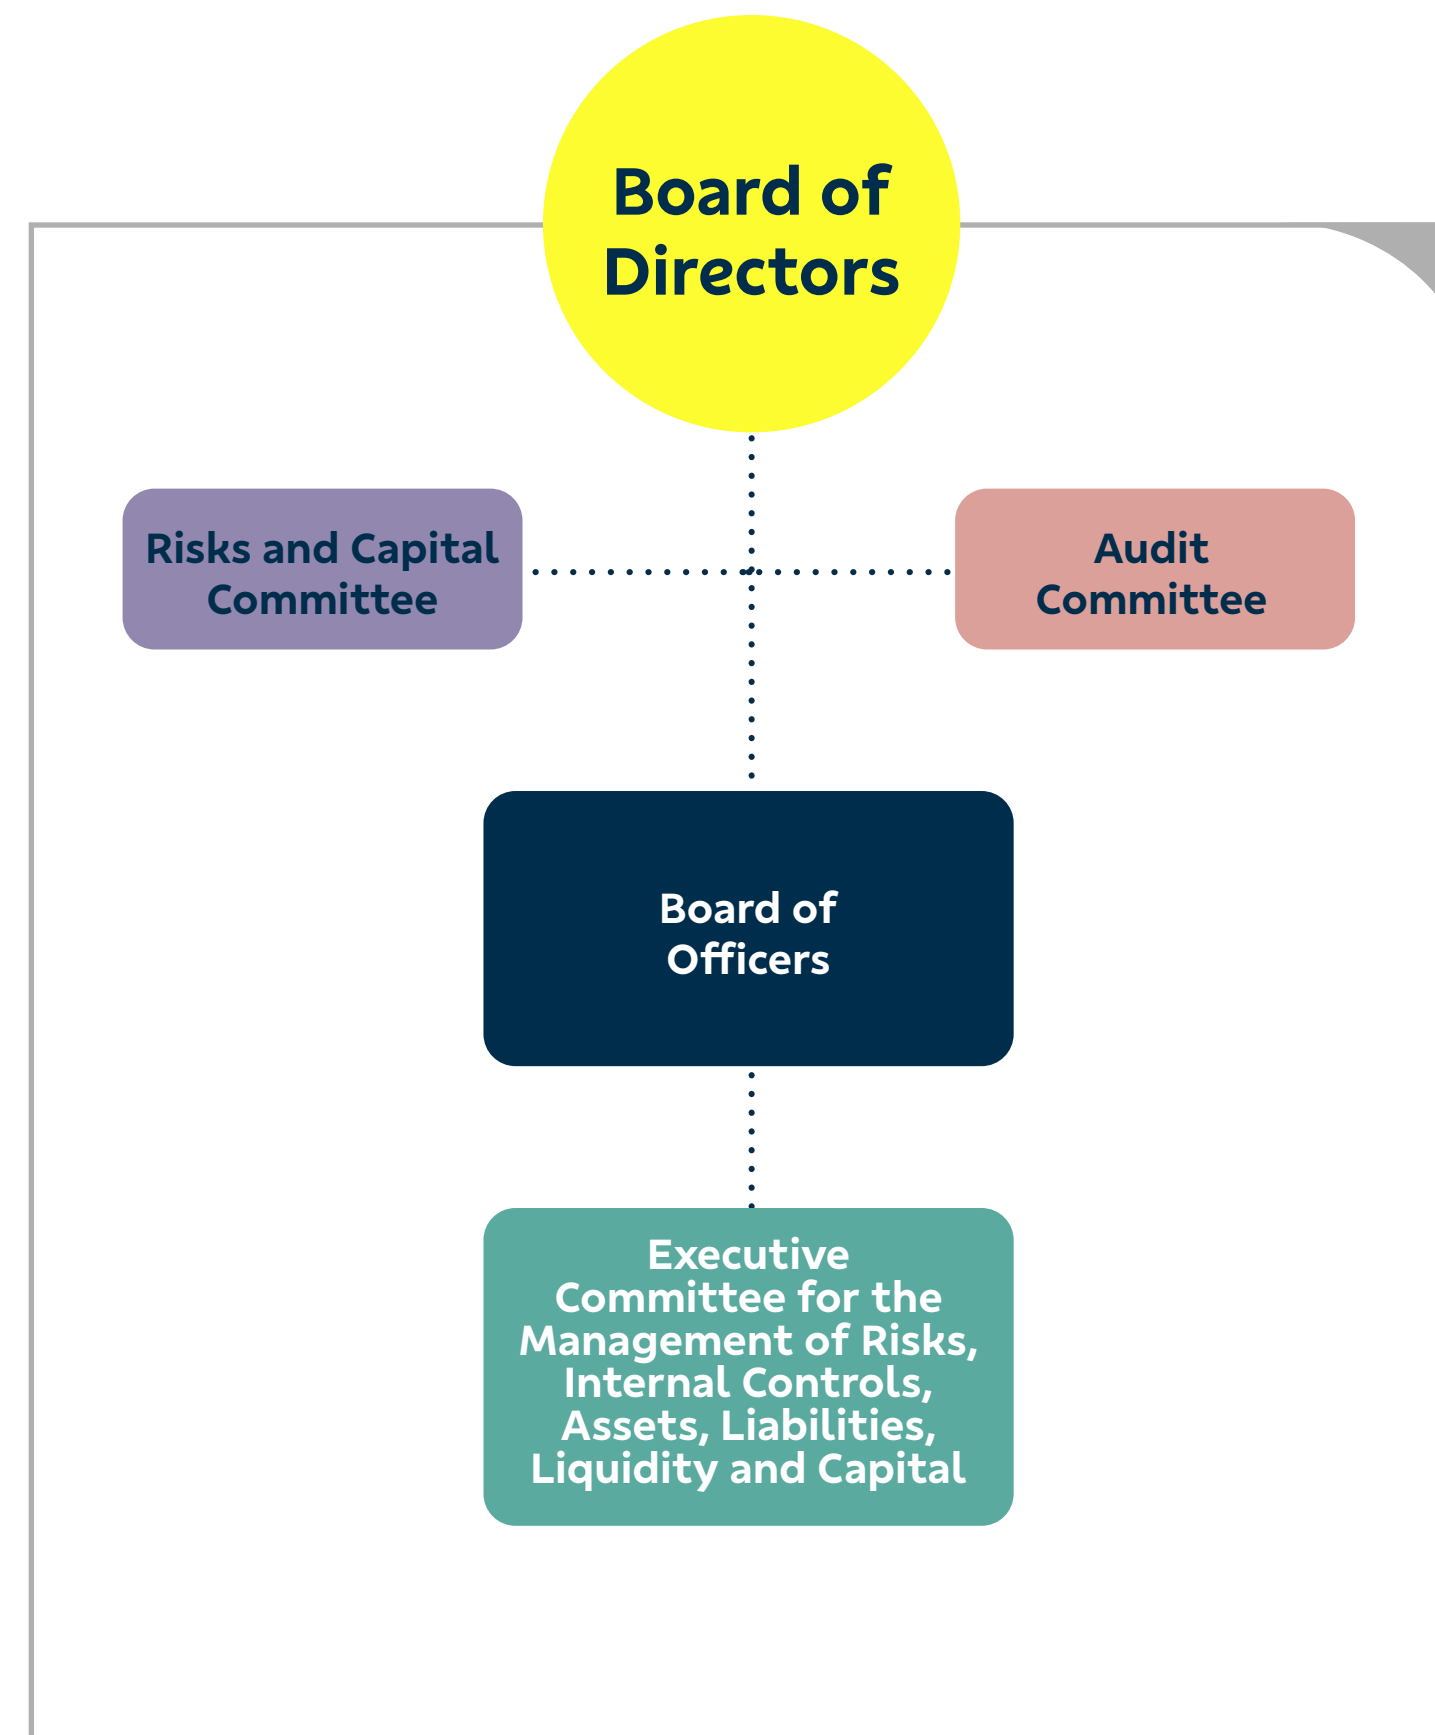 Board of
Directors
Risks and Capital
Committee
Audit
Committee
Board of
Officers
Executive
Committee for the
Management of Risks,
Internal Controls,
Assets, Liabilities,
Liquidity and Capital